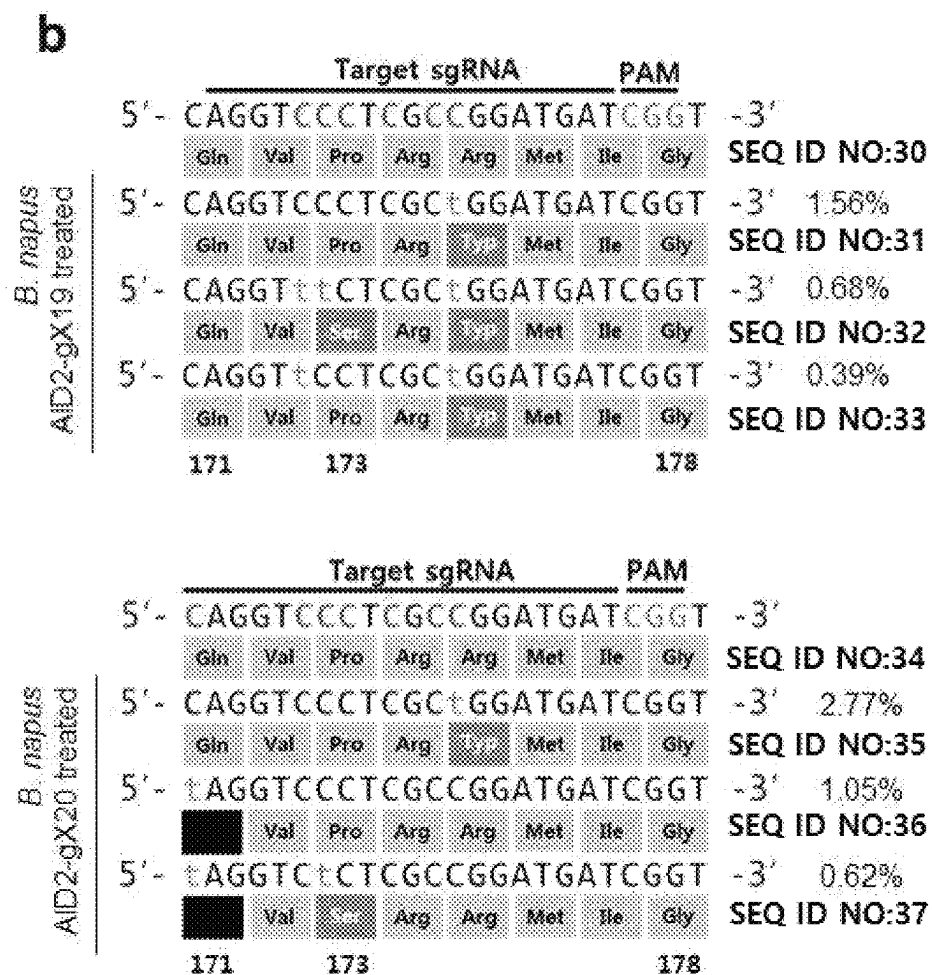 b
Target sgRNA PAM
5'- CAGGTCCCTCGCCGGATGATCGGT -3'
Gln Val Pro Arg Arg Met Ile Gly SEQ ID NO:30
B. napus
AID2-gX19 treated
5'- CAGGTCCCTCGCtGGATGATCGGT -3' 1.56%
Gln Val Pro Arg Trp Met Ile Gly SEQ ID NO:31
5'- CAGGTttCTCGCtGGATGATCGGT -3' 0.68%
Gln Val Arg Trp Met Ile Gly SEQ ID NO:32
5'- CAGGTtCCTCGCtGGATGATCGGT -3' 0.39%
Gln Val Pro Arg Trp Met Ile Gly SEQ ID NO:33
171 173 178
Target sgRNA PAM
5'- CAGGTCCCTCGCCGGATGATCGGT -3'
Gln Val Pro Arg Arg Met Ile Gly SEQ ID NO:34
B. napus
AID2-gX20 treated
5'- CAGGTCCCTCGCtGGATGATCGGT -3' 2.77%
Gln Val Pro Arg Trp Met Ile Gly SEQ ID NO:35
5'- tAGGTCCCTCGCCGGATGATCGGT -3' 1.05%
Val Pro Arg Arg Met Ile Gly SEQ ID NO:36
5'- tAGGTCtCTCGCCGGATGATCGGT -3' 0.62%
Val Arg Arg Met Ile Gly SEQ ID NO:37
171 173 178